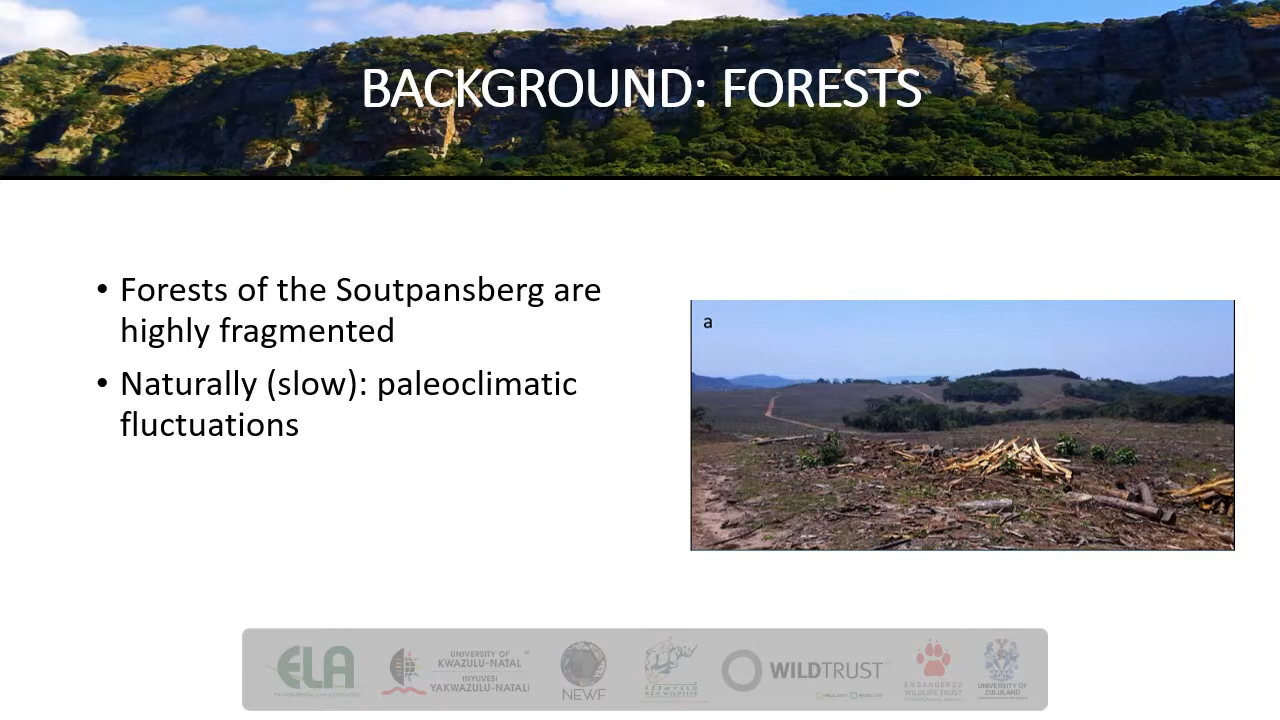 BACKGROUND: FORESTS
• Forests of the Soutpansberg are
highly fragmented
• Naturally (slow): paleoclimatic
fluctuations
a
ELA
UNIVERSITY OF
KWAZULU-NATAL
INYUVESI
YAKWAZULU-NATALI
NEWF
WILDTRUST
ENDANGERED
WILDLIFE TRUST
UNIVERSITY OF
ZULULAND